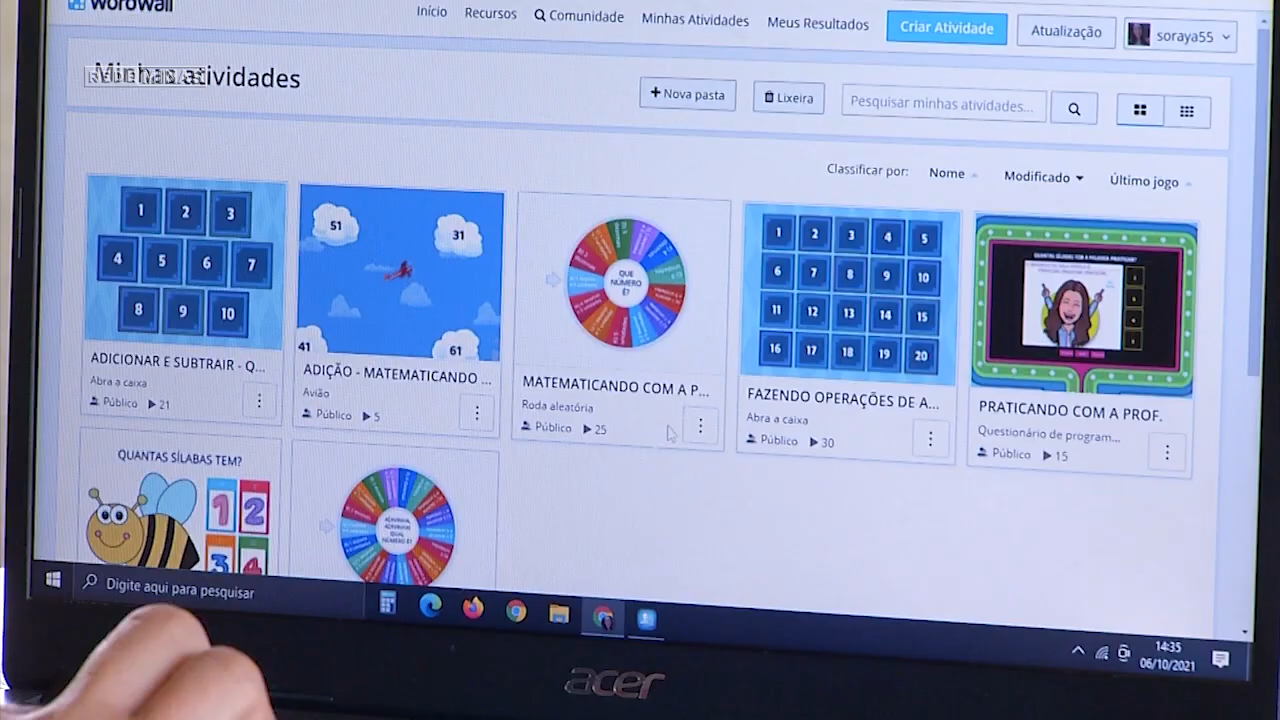 wordwall
Início Recursos Comunidade Minhas Atividades Meus Resultados Criar Atividade Atualização soraya55
REDE MINAS
Minhas atividades
Nova pasta Lixeira Pesquisar minhas atividades...
Classificar por: Nome Modificado Último jogo
1 2 3
4 5 6 7
8 9 10
ADICIONAR E SUBTRAIR - Q...
Abra a caixa
Público 21
51 31
41 61
ADIÇÃO - MATEMATICANDO ...
Avião
Público 5
QUE
NÚMERO
É?
MATEMATICANDO COM A P...
Roda aleatória
Público 25
1 2 3 4 5
6 7 8 9 10
11 12 13 14 15
16 17 18 19 20
FAZENDO OPERAÇÕES DE A...
Abra a caixa
Público 30
PRATICANDO COM A PROF.
Questionário de program...
Público 15
QUANTAS SÍLABAS TEM?
1 2
3 4
Digite aqui para pesquisar
14:35
06/10/2021
acer